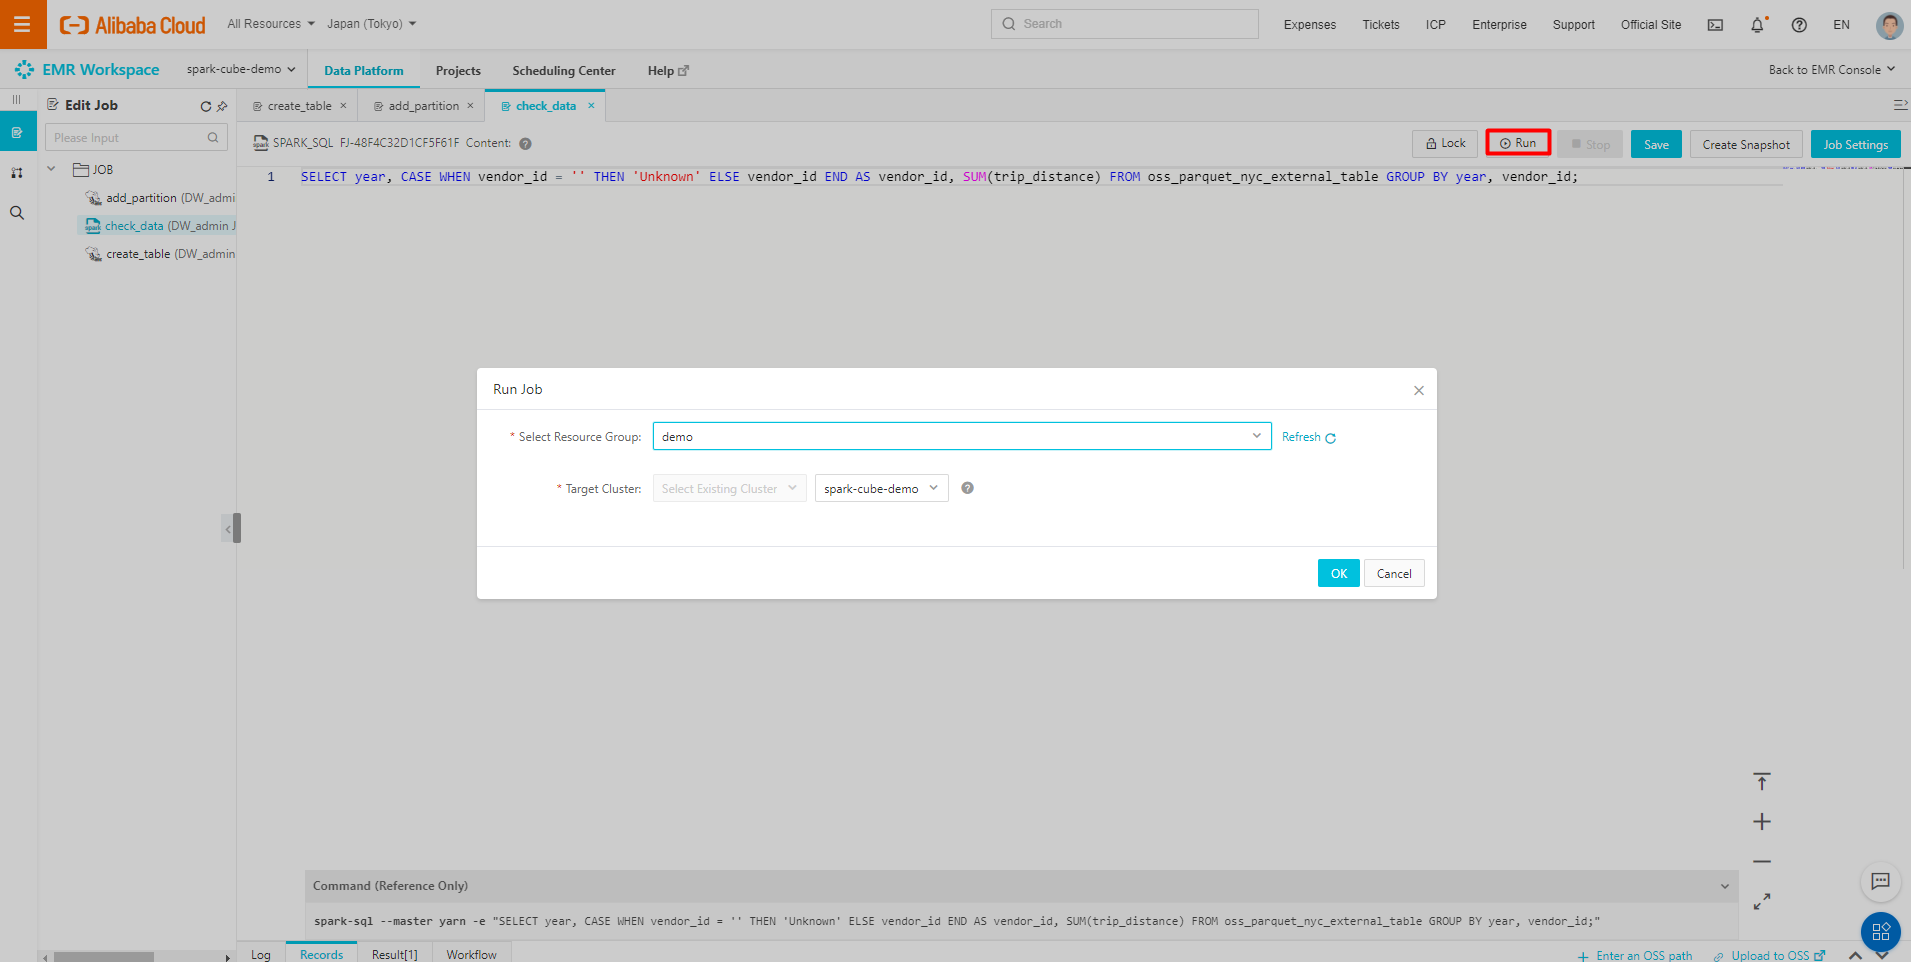 Alibaba Cloud All Resources Japan (Tokyo) Search Expenses Tickets ICP Enterprise Support Official Site EN
EMR Workspace spark-cube-demo Data Platform Projects Scheduling Center Help Back to EMR Console
Edit Job create_table × add_partition × check_data ×
Please Input
SPARK_SQL FJ-48F4C32D1CF5F61F Content: Lock Run Stop Save Create Snapshot Job Settings
JOB
1 SELECT year, CASE WHEN vendor_id = '' THEN 'Unknown' ELSE vendor_id END AS vendor_id, SUM(trip_distance) FROM oss_parquet_nyc_external_table GROUP BY year, vendor_id;
add_partition (DW_admi
check_data (DW_admin J
create_table (DW_admin
Run Job
* Select Resource Group: demo Refresh
* Target Cluster: Select Existing Cluster spark-cube-demo
OK Cancel
Command (Reference Only)
spark-sql --master yarn -e "SELECT year, CASE WHEN vendor_id = '' THEN 'Unknown' ELSE vendor_id END AS vendor_id, SUM(trip_distance) FROM oss_parquet_nyc_external_table GROUP BY year, vendor_id;"
Log Records Result[1] Workflow Enter an OSS path Upload to OSS